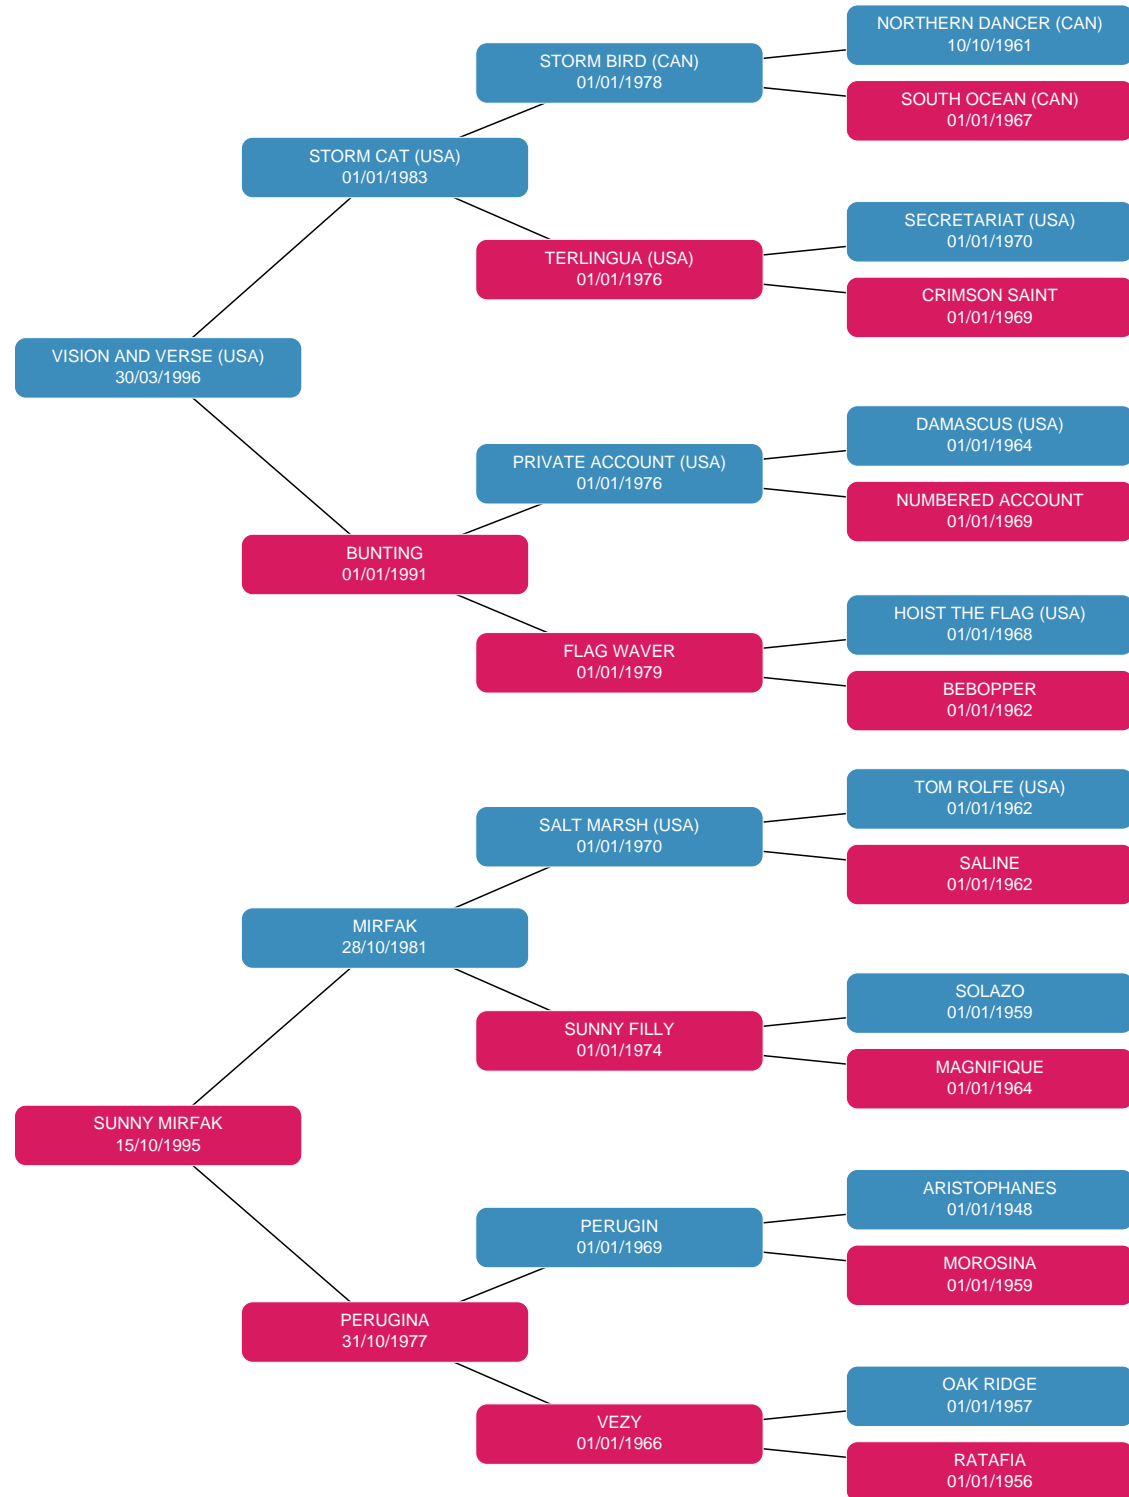 NORTHERN DANCER (CAN)
10/10/1961
STORM BIRD (CAN)
01/01/1978
SOUTH OCEAN (CAN)
01/01/1967
STORM CAT (USA)
01/01/1983
SECRETARIAT (USA)
01/01/1970
TERLINGUA (USA)
01/01/1976
CRIMSON SAINT
01/01/1969
VISION AND VERSE (USA)
30/03/1996
DAMASCUS (USA)
01/01/1964
PRIVATE ACCOUNT (USA)
01/01/1976
NUMBERED ACCOUNT
01/01/1969
BUNTING
01/01/1991
HOIST THE FLAG (USA)
01/01/1968
FLAG WAVER
01/01/1979
BEBOPPER
01/01/1962
TOM ROLFE (USA)
01/01/1962
SALT MARSH (USA)
01/01/1970
SALINE
01/01/1962
MIRFAK
28/10/1981
SOLAZO
01/01/1959
SUNNY FILLY
01/01/1974
MAGNIFIQUE
01/01/1964
SUNNY MIRFAK
15/10/1995
ARISTOPHANES
01/01/1948
PERUGIN
01/01/1969
MOROSINA
01/01/1959
PERUGINA
31/10/1977
OAK RIDGE
01/01/1957
VEZY
01/01/1966
RATAFIA
01/01/1956